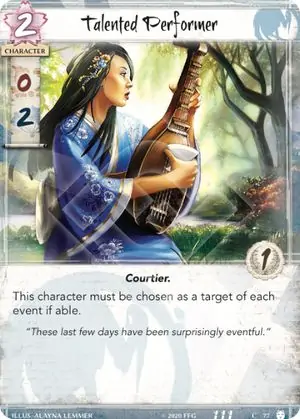 2
Talented Performer
CHARACTER
0
2
1
Courtier.
This character must be chosen as a target of each
event if able.
"These last few days have been surprisingly eventful."
ILLUS-ALAYNA LEMMER
© 2020 FFG
C 77